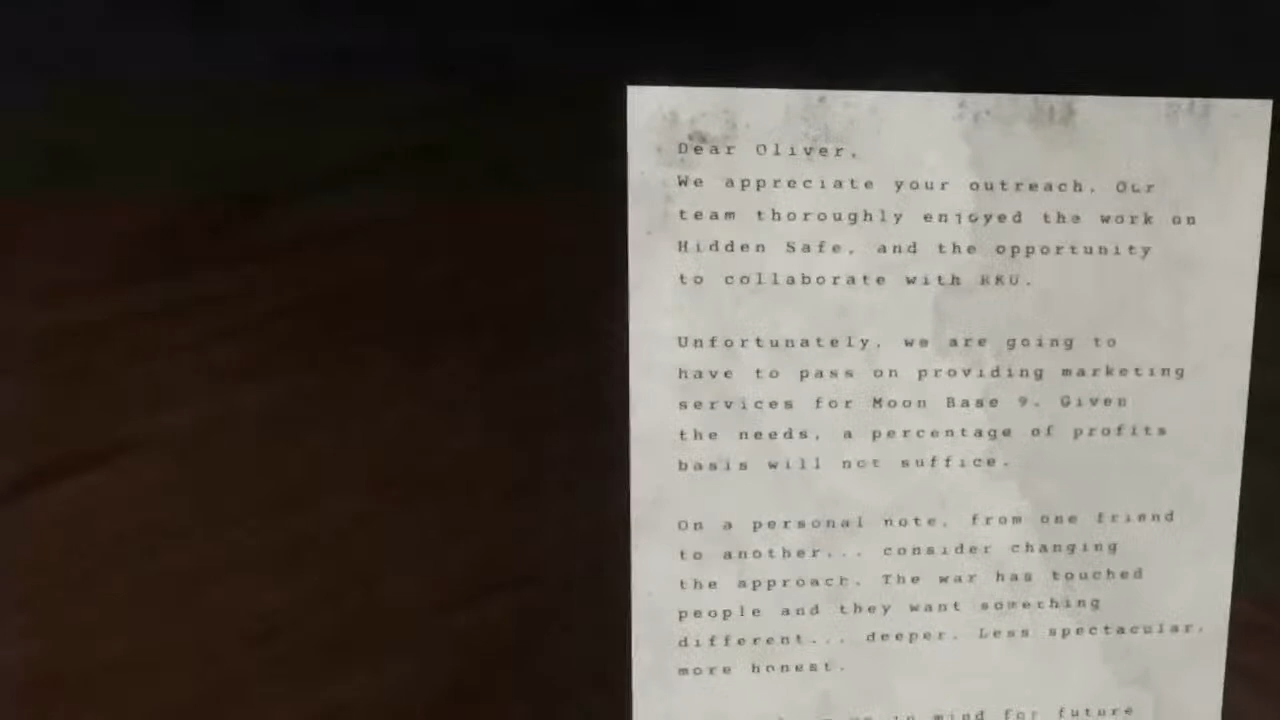 Dear Oliver,
We appreciate your outreach. Our
team thoroughly enjoyed the work on
Hidden Safe, and the opportunity
to collaborate with RKU.
Unfortunately, we are going to
have to pass on providing marketing
services for Moon Base 9. Given
the needs, a percentage of profits
basis will not suffice.
On a personal note, from one friend
to another... consider changing
the approach. The war has touched
people and they want something
different... deeper. Less spectacular,
more honest.
in mind for future